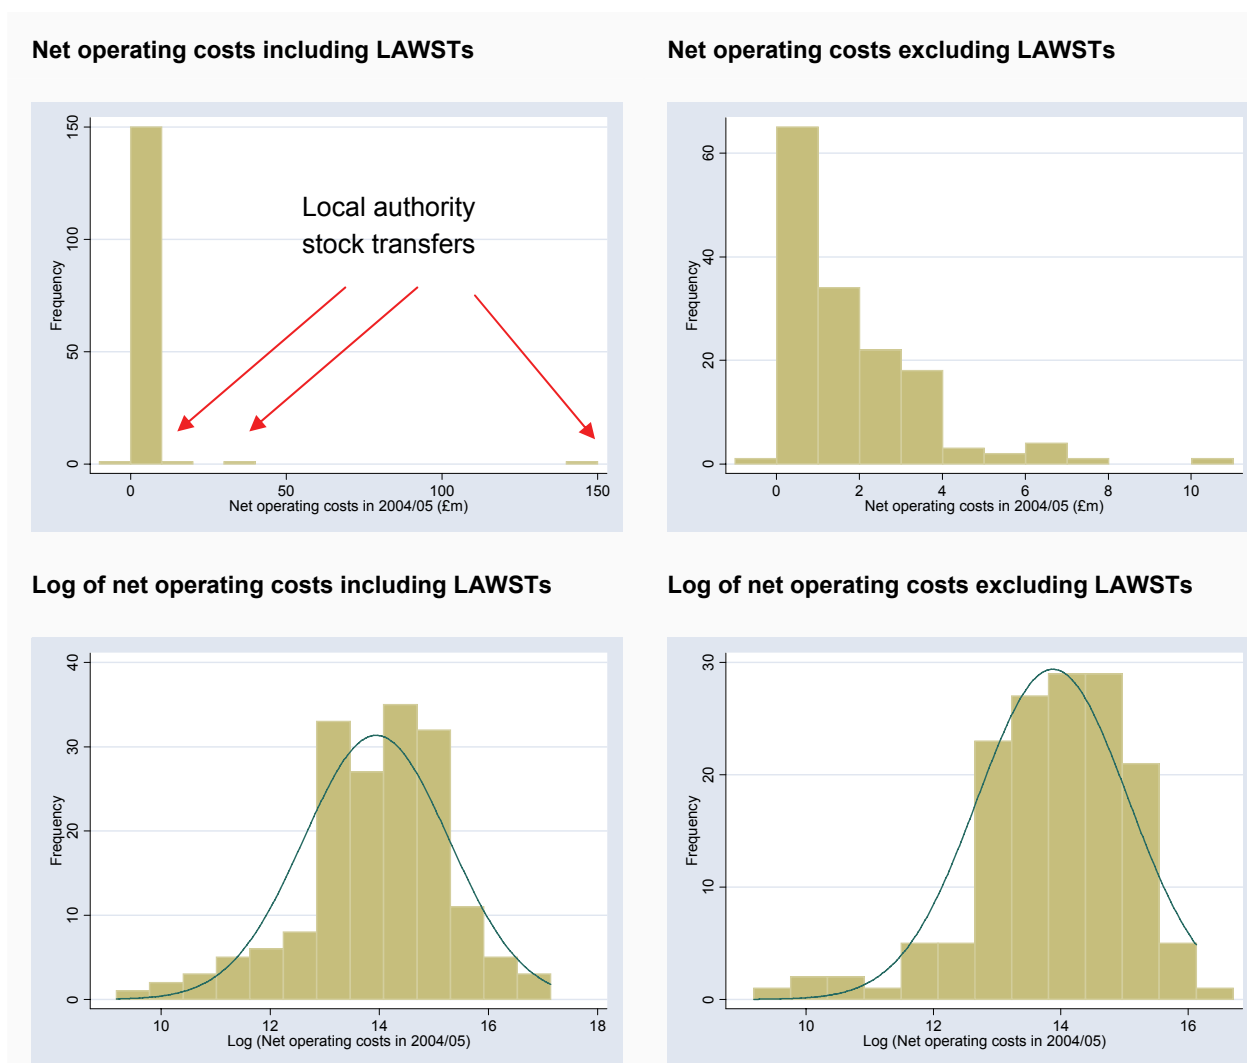 Net operating costs including LAWSTs
Net operating costs excluding LAWSTs
150
100
50
0
Frequency
Local authority
stock transfers
0 50 100 150
Net operating costs in 2004/05 (£m)
60
40
20
0
Frequency
0 2 4 6 8 10
Net operating costs in 2004/05 (£m)
Log of net operating costs including LAWSTs
Log of net operating costs excluding LAWSTs
40
30
20
10
0
Frequency
10 12 14 16 18
Log (Net operating costs in 2004/05)
30
20
10
0
Frequency
10 12 14 16
Log (Net operating costs in 2004/05)